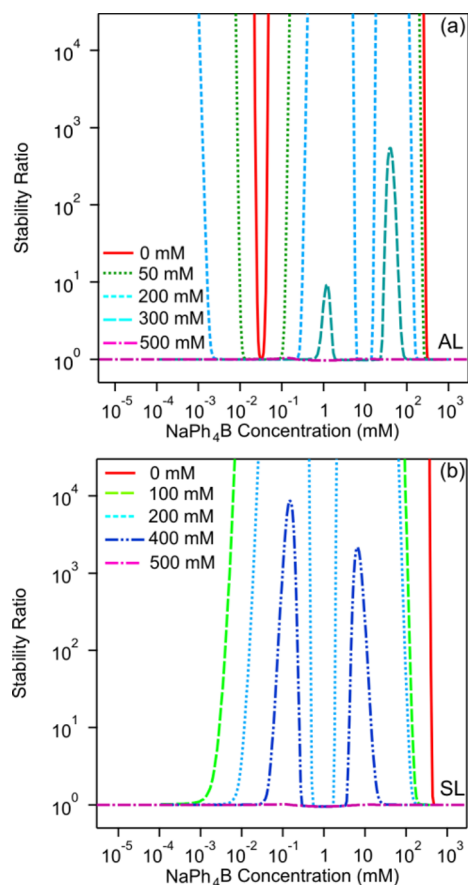 (a)
10^4
10^3
10^2
10^1
10^0
Stability Ratio
0 mM
50 mM
200 mM
300 mM
500 mM
AL
10^-5 10^-4 10^-3 10^-2 10^-1 1 10 10^2 10^3
NaPh₄B Concentration (mM)
(b)
10^4
10^3
10^2
10^1
10^0
Stability Ratio
0 mM
100 mM
200 mM
400 mM
500 mM
SL
10^-5 10^-4 10^-3 10^-2 10^-1 1 10 10^2 10^3
NaPh₄B Concentration (mM)